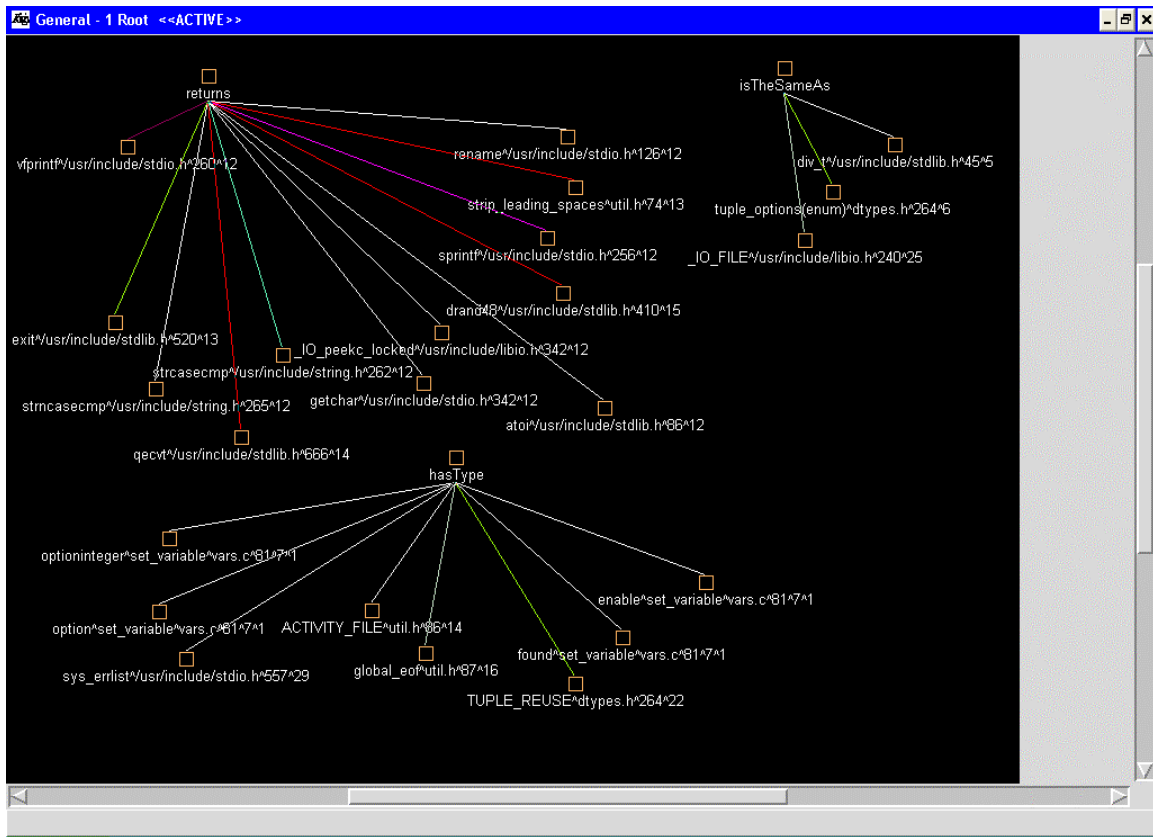 General - 1 Root <<ACTIVE>>
returns
isTheSameAs
vfprintf^/usr/include/stdio.h^260^12
rename^/usr/include/stdio.h^126^12
div_t^/usr/include/stdlib.h^45^5
strip_leading_spaces^util.h^74^13
tuple_options(enum)^dtypes.h^264^6
sprintf^/usr/include/stdio.h^256^12
_IO_FILE^/usr/include/libio.h^240^25
drand48^/usr/include/stdlib.h^410^15
exit^/usr/include/stdlib.h^520^13
_IO_peekc_locked^/usr/include/libio.h^342^12
strcasecmp^/usr/include/string.h^262^12
strncasecmp^/usr/include/string.h^265^12
getchar^/usr/include/stdio.h^342^12
atoi^/usr/include/stdlib.h^86^12
qecvt^/usr/include/stdlib.h^666^14
hasType
optioninteger^set_variable^vars.c^81^7^1
enable^set_variable^vars.c^81^7^1
option^set_variable^vars.c^81^7^1
ACTIVITY_FILE^util.h^86^14
found^set_variable^vars.c^81^7^1
sys_errlist^/usr/include/stdio.h^557^29
global_eof^util.h^87^16
TUPLE_REUSE^dtypes.h^264^22